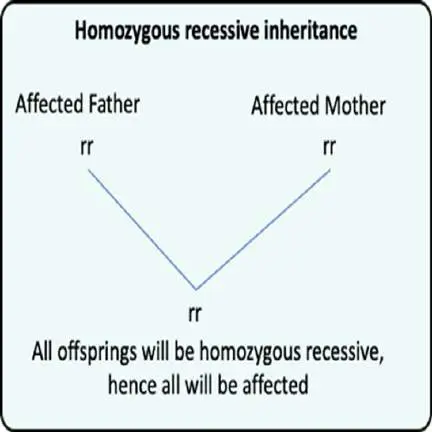 Homozygous recessive inheritance
Affected Father Affected Mother
rr rr
rr
All offsprings will be homozygous recessive,
hence all will be affected